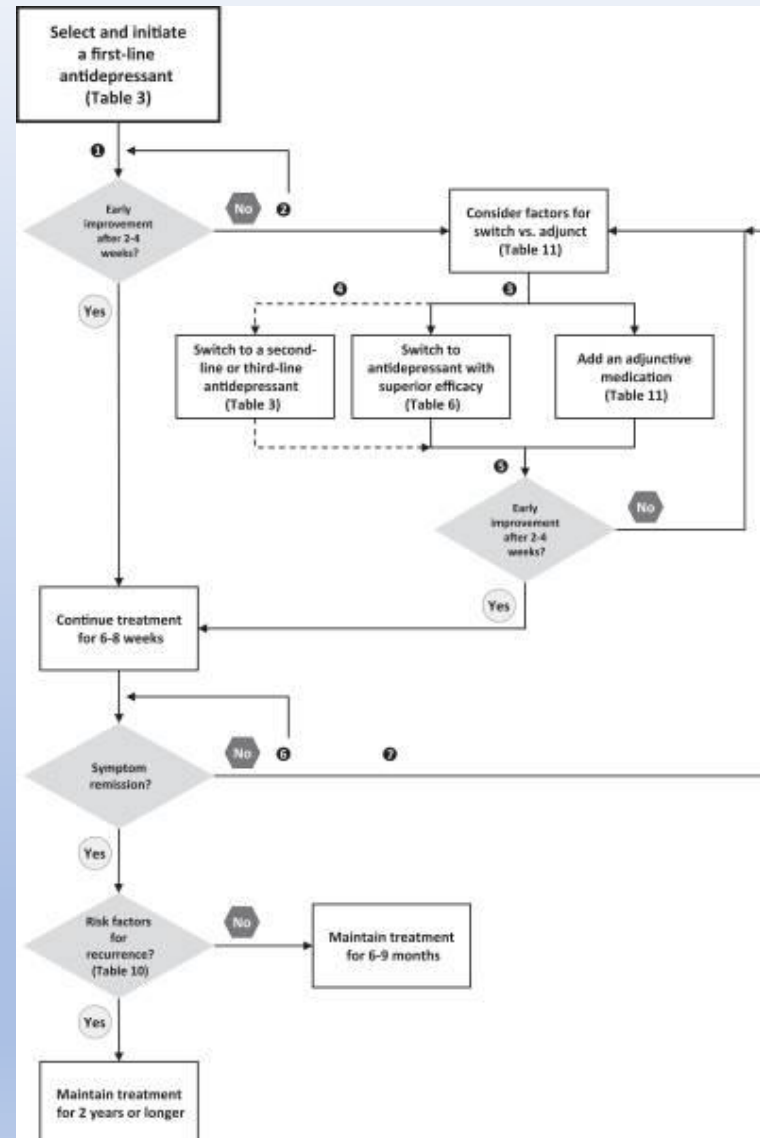 Select and initiate
a first-line
antidepressant
(Table 3)
❶
Early
improvement
after 2-4
weeks?
No
❷
Yes
Consider factors for
switch vs. adjunct
(Table 11)
❹
❸
Switch to a second-
line or third-line
antidepressant
(Table 3)
Switch to
antidepressant with
superior efficacy
(Table 6)
Add an adjunctive
medication
(Table 11)
❺
Early
improvement
after 2-4
weeks?
No
Yes
Continue treatment
for 6-8 weeks
Symptom
remission?
No
❻
❼
Yes
Risk factors
for
recurrence?
(Table 10)
No
Maintain treatment
for 6-9 months
Yes
Maintain treatment
for 2 years or longer